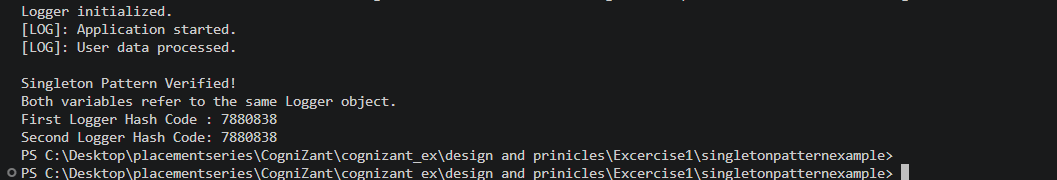 Logger initialized.
[LOG]: Application started.
[LOG]: User data processed.
Singleton Pattern Verified!
Both variables refer to the same Logger object.
First Logger Hash Code : 7880838
Second Logger Hash Code: 7880838
PS C:\Desktop\placementseries\CogniZant\cognizant_ex\design and prinicles\Excercise1\singletonpatternexample>
PS C:\Desktop\placementseries\CogniZant\cognizant_ex\design and prinicles\Excercise1\singletonpatternexample>